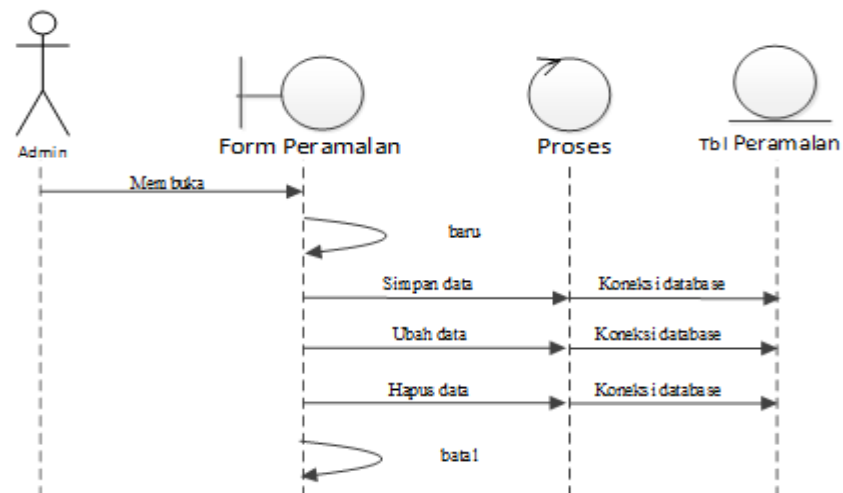 Admin
Form Peramalan
Proses
Tbl Peramalan
Membuka
baru
Simpan data
Koneksi database
Ubah data
Koneksi database
Hapus data
Koneksi database
batal